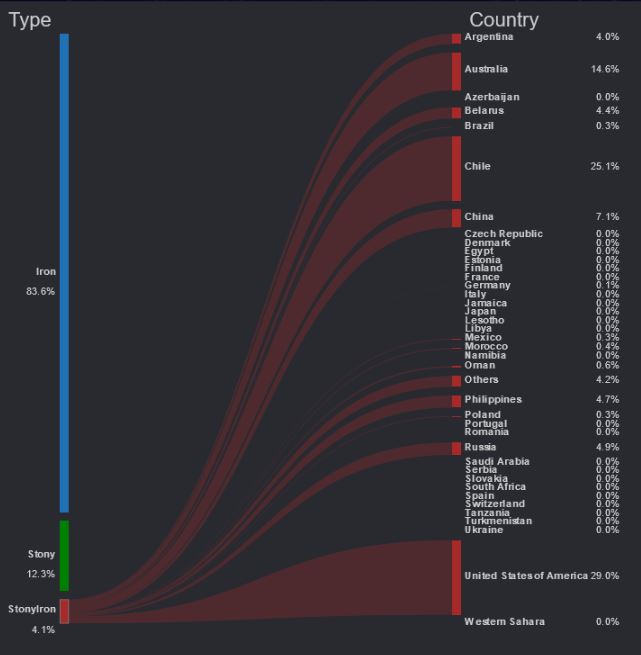 Type Country
Argentina 4.0%
Australia 14.6%
Azerbaijan 0.0%
Belarus 4.4%
Brazil 0.3%
Chile 25.1%
China 7.1%
Czech Republic 0.0%
Denmark 0.0%
Egypt 0.0%
Estonia 0.0%
Finland 0.0%
Iron
France 0.0%
Germany 0.1%
83.6%
Italy 0.0%
Jamaica 0.0%
Japan 0.0%
Lesotho 0.0%
Libya 0.0%
Mexico 0.3%
Morocco 0.4%
Namibia 0.0%
Oman 0.6%
Others 4.2%
Philippines 4.7%
Poland 0.3%
Portugal 0.0%
Romania 0.0%
Russia 4.9%
Saudi Arabia 0.0%
Serbia 0.0%
Slovakia 0.0%
South Africa 0.0%
Spain 0.0%
Switzerland 0.0%
Tanzania 0.0%
Turkmenistan 0.0%
Ukraine 0.0%
Stony
12.3%
United States of America 29.0%
StonyIron
Western Sahara 0.0%
4.1%